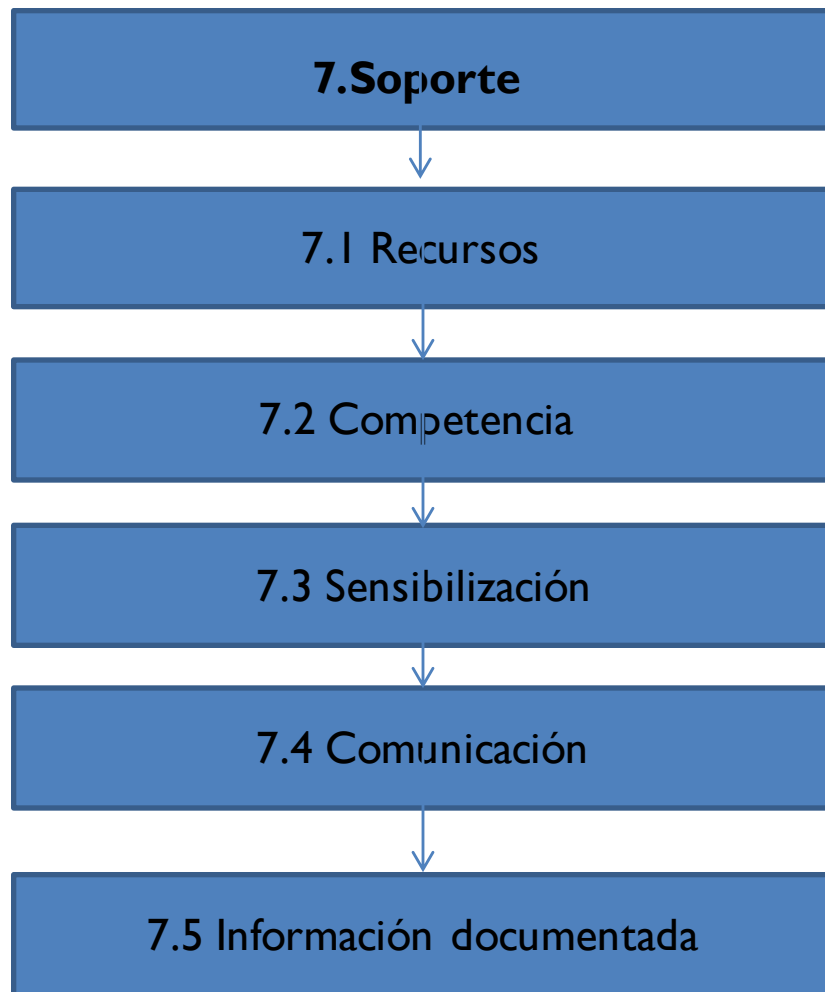 7.Soporte
7.1 Recursos
7.2 Competencia
7.3 Sensibilización
7.4 Comunicación
7.5 Información documentada